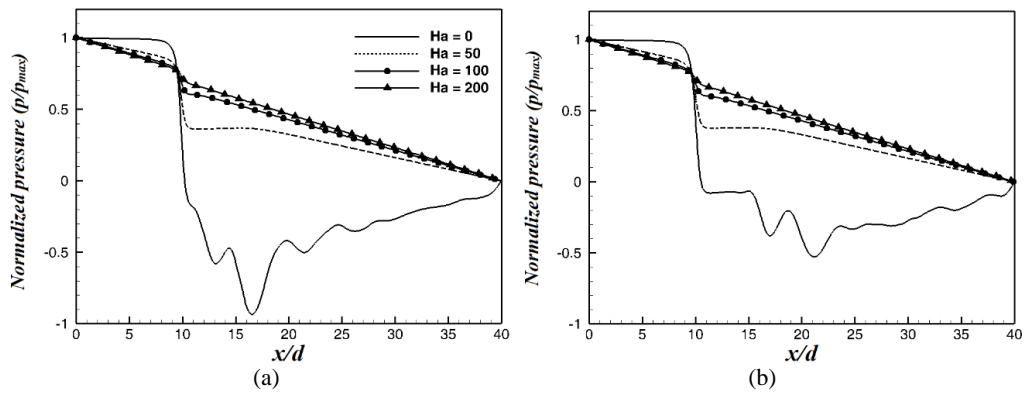 Normalized pressure (p/pmax)
1
0.5
0
-0.5
-1
0 5 10 15 20 25 30 35 40
x/d
Ha = 0
Ha = 50
Ha = 100
Ha = 200
(a)
Normalized pressure (p/pmax)
1
0.5
0
-0.5
-1
0 5 10 15 20 25 30 35 40
x/d
(b)